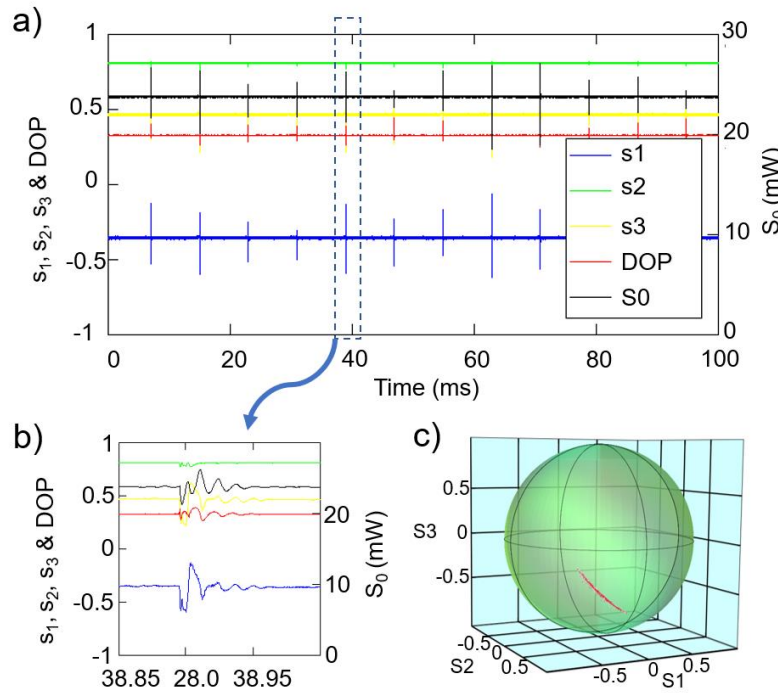 a)
1
0.5
0
-0.5
-1
s₁, s₂, s₃ & DOP
30
20
10
0
S₀ (mW)
s1
s2
s3
DOP
S0
0 20 40 60 80 100
Time (ms)
b)
1
0.5
0
-0.5
-1
s₁, s₂, s₃ & DOP
20
10
0
S₀ (mW)
38.85 28.0 38.95
c)
0.5
0
-0.5
S3
-0.5
0
0.5
S2
-0.5
0
0.5
S1